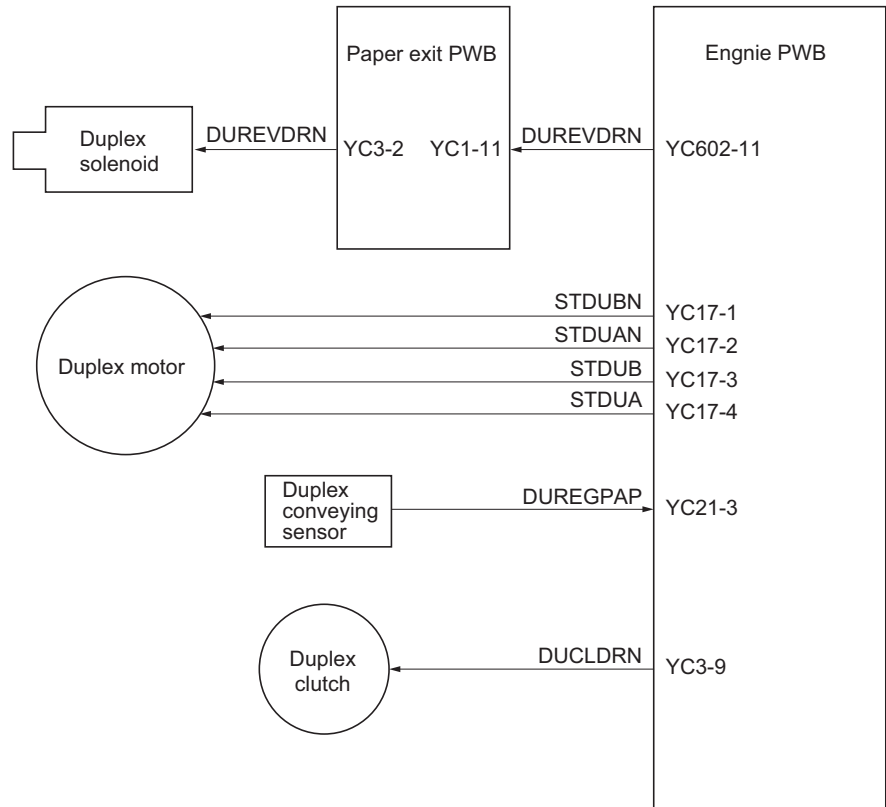 Paper exit PWB
Engnie PWB
Duplex
solenoid
DUREVDRN
YC3-2
YC1-11
DUREVDRN
YC602-11
Duplex motor
STDUBN
YC17-1
STDUAN
YC17-2
STDUB
YC17-3
STDUA
YC17-4
Duplex
conveying
sensor
DUREGPAP
YC21-3
Duplex
clutch
DUCLDRN
YC3-9